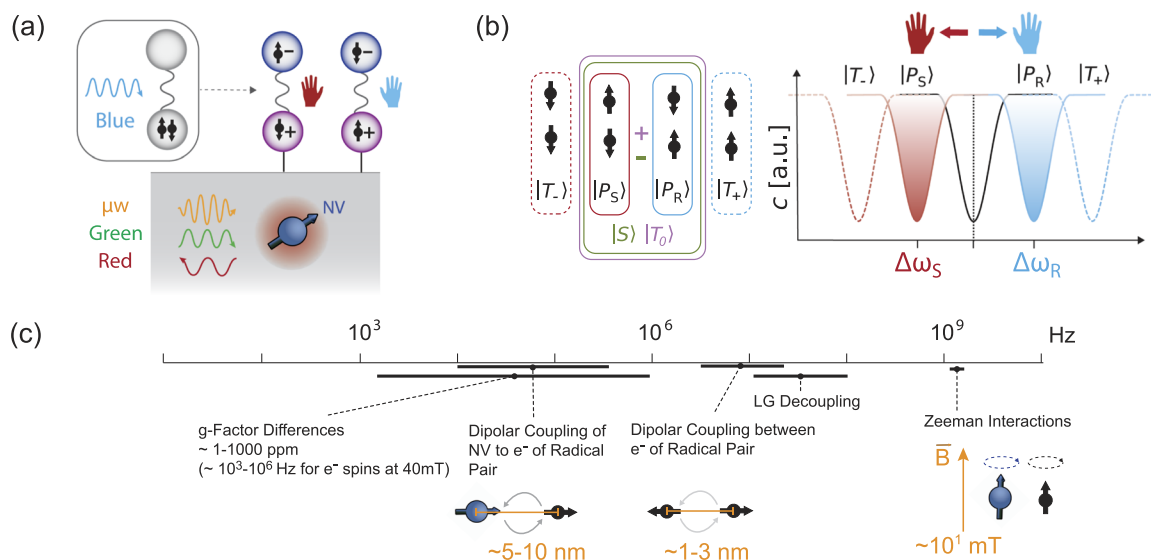 (a)
Blue
−
−
+
+
μw
Green
Red
NV
(b)
|T₋⟩
|P_S⟩
+
−
|P_R⟩
|T₊⟩
|S⟩ |T₀⟩
c [a.u.]
|T₋⟩
|P_S⟩
|P_R⟩
|T₊⟩
Δω_S
Δω_R
(c)
10³
10⁶
10⁹
Hz
g-Factor Differences
~ 1-1000 ppm
(~ 10³-10⁶ Hz for e⁻ spins at 40mT)
Dipolar Coupling of
NV to e⁻ of Radical
Pair
~5-10 nm
Dipolar Coupling between
e⁻ of Radical Pair
~1-3 nm
LG Decoupling
Zeeman Interactions
B̅
~10¹ mT